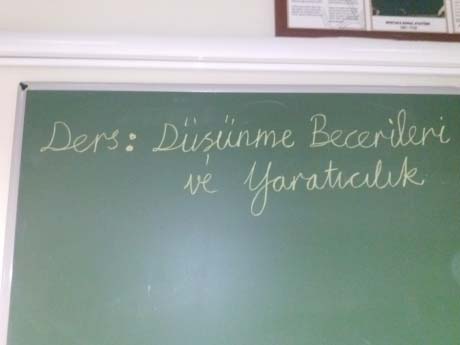 Ders: Düşünme Becerileri
ve Yaratıcılık